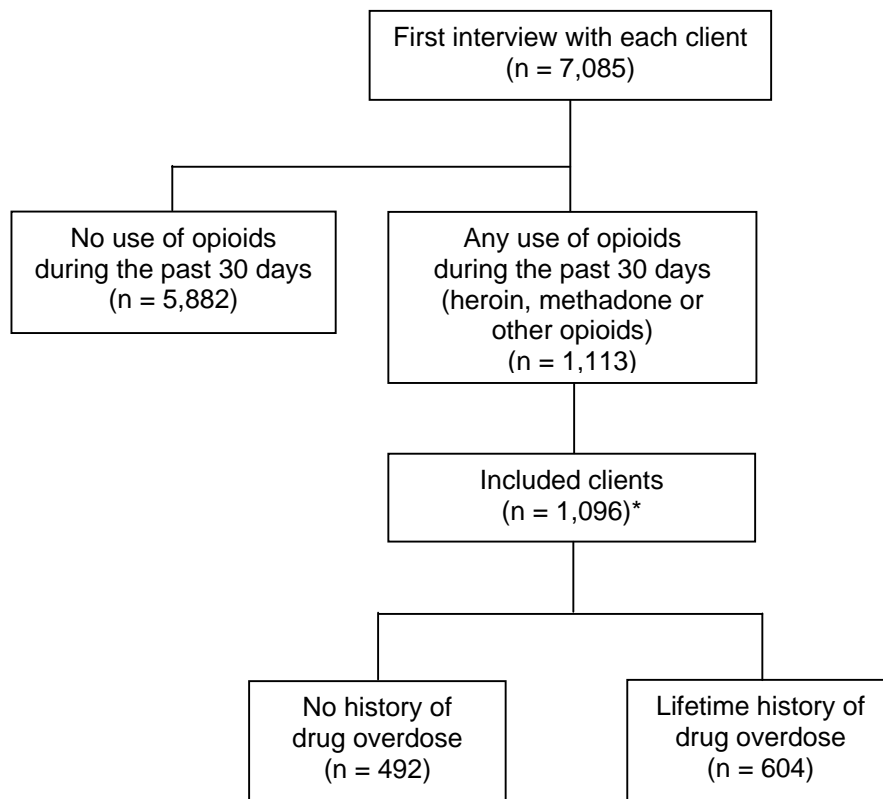 First interview with each client
(n = 7,085)
No use of opioids
during the past 30 days
(n = 5,882)
Any use of opioids
during the past 30 days
(heroin, methadone or
other opioids)
(n = 1,113)
Included clients
(n = 1,096)*
No history of
drug overdose
(n = 492)
Lifetime history of
drug overdose
(n = 604)